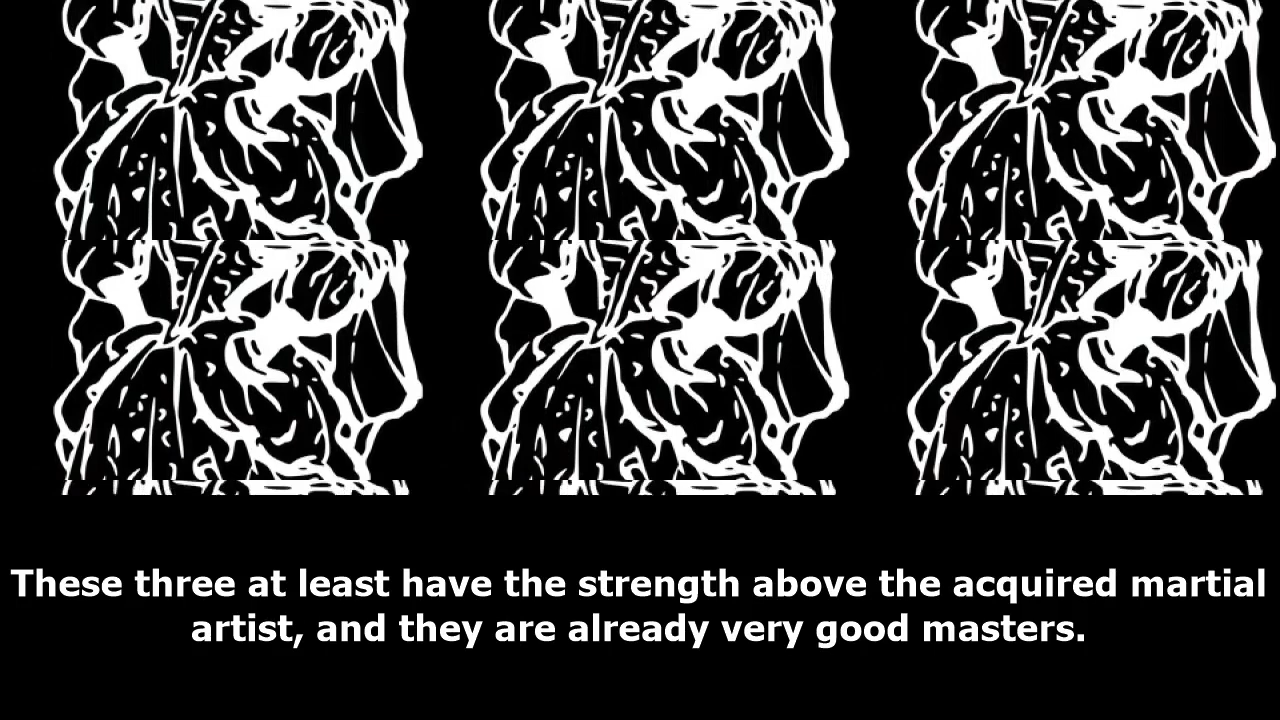 These three at least have the strength above the acquired martial
artist, and they are already very good masters.